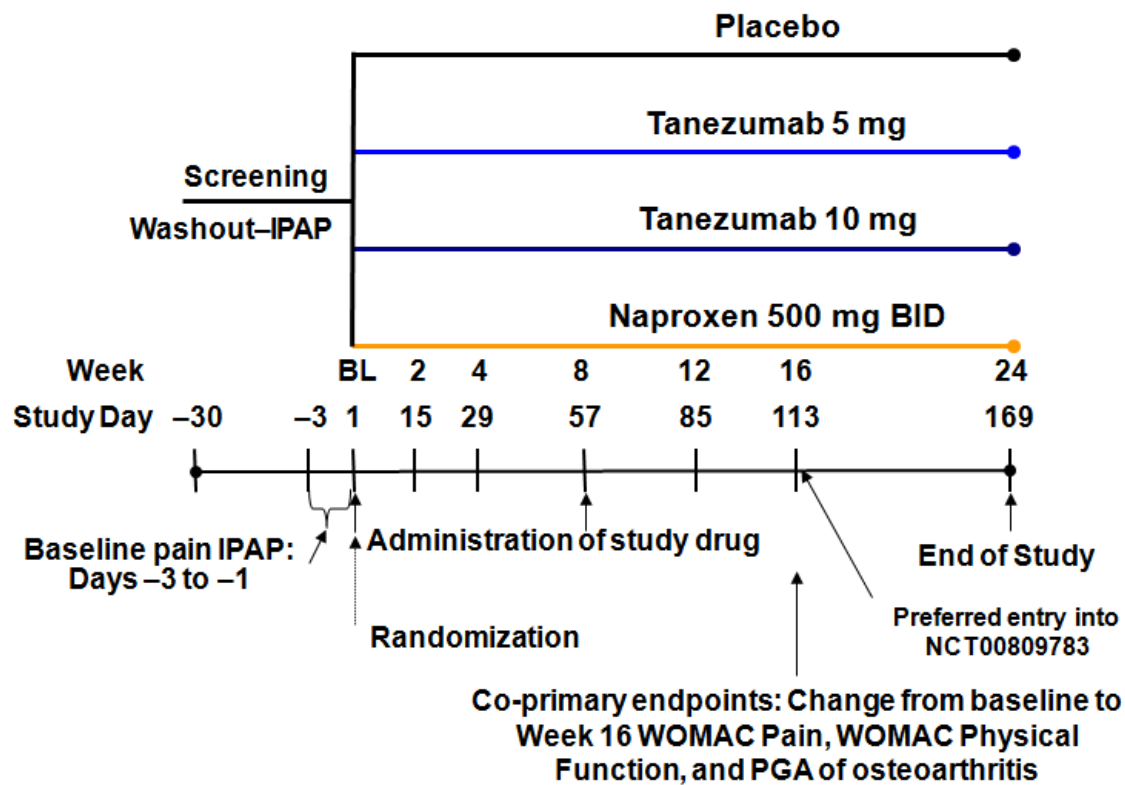 Placebo
Tanezumab 5 mg
Screening
Washout–IPAP
Tanezumab 10 mg
Naproxen 500 mg BID
Week BL 2 4 8 12 16 24
Study Day –30 –3 1 15 29 57 85 113 169
Baseline pain IPAP:
Days –3 to –1
Administration of study drug
Randomization
End of Study
Preferred entry into
NCT00809783
Co-primary endpoints: Change from baseline to
Week 16 WOMAC Pain, WOMAC Physical
Function, and PGA of osteoarthritis